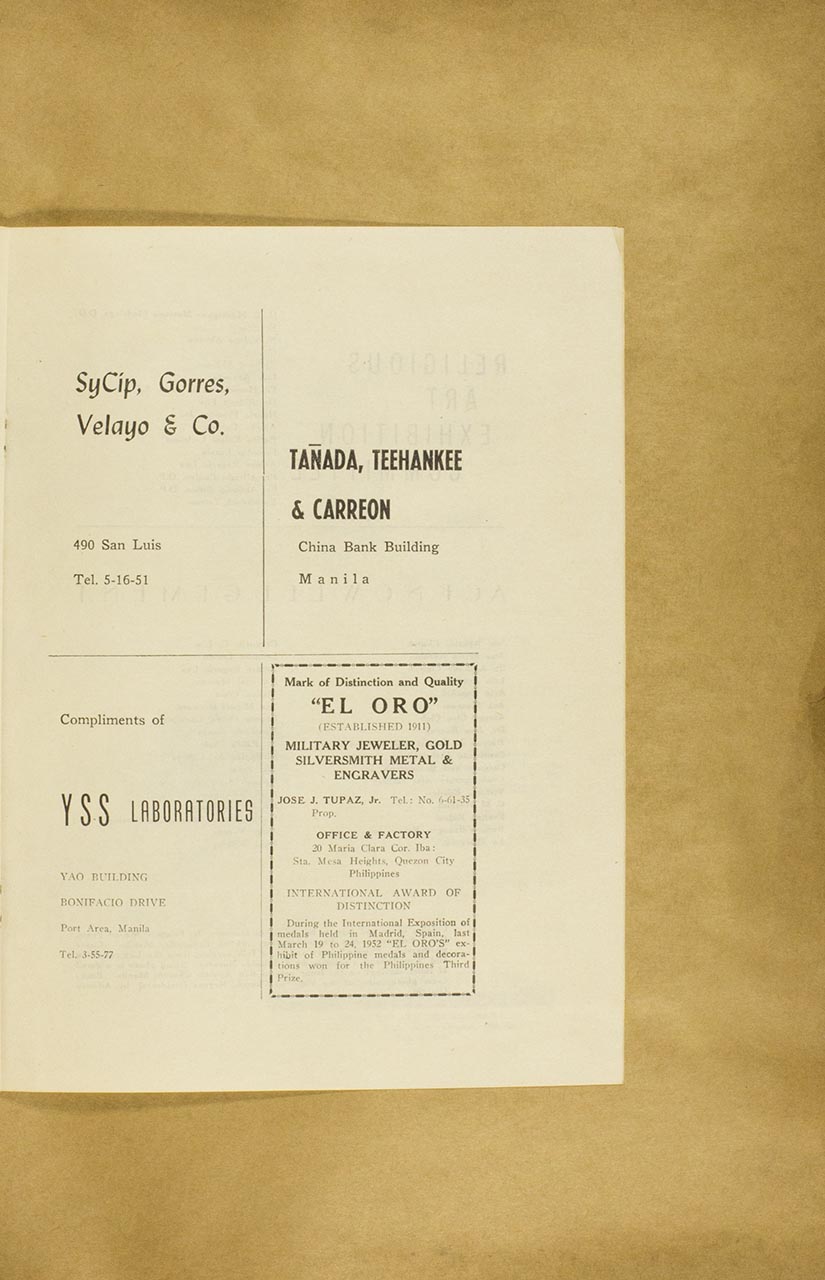 SyCip, Gorres,
Velayo & Co.
490 San Luis
Tel. 5-16-51
TAÑADA, TEEHANKEE
& CARREON
China Bank Building
Manila
Compliments of
YSS LABORATORIES
YAO BUILDING
BONIFACIO DRIVE
Port Area, Manila
Tel. 3-55-77
Mark of Distinction and Quality
"EL ORO"
(ESTABLISHED 1911)
MILITARY JEWELER, GOLD
SILVERSMITH METAL &
ENGRAVERS
JOSE J. TUPAZ, Jr. Tel.: No. 6-61-35
Prop.
OFFICE & FACTORY
20 Maria Clara Cor. Iba:
Sta. Mesa Heights, Quezon City
Philippines
INTERNATIONAL AWARD OF
DISTINCTION
During the International Exposition of
medals held in Madrid, Spain, last
March 19 to 24, 1952 "EL ORO'S" ex-
hibit of Philippine medals and decora-
tions won for the Philippines Third
Prize.